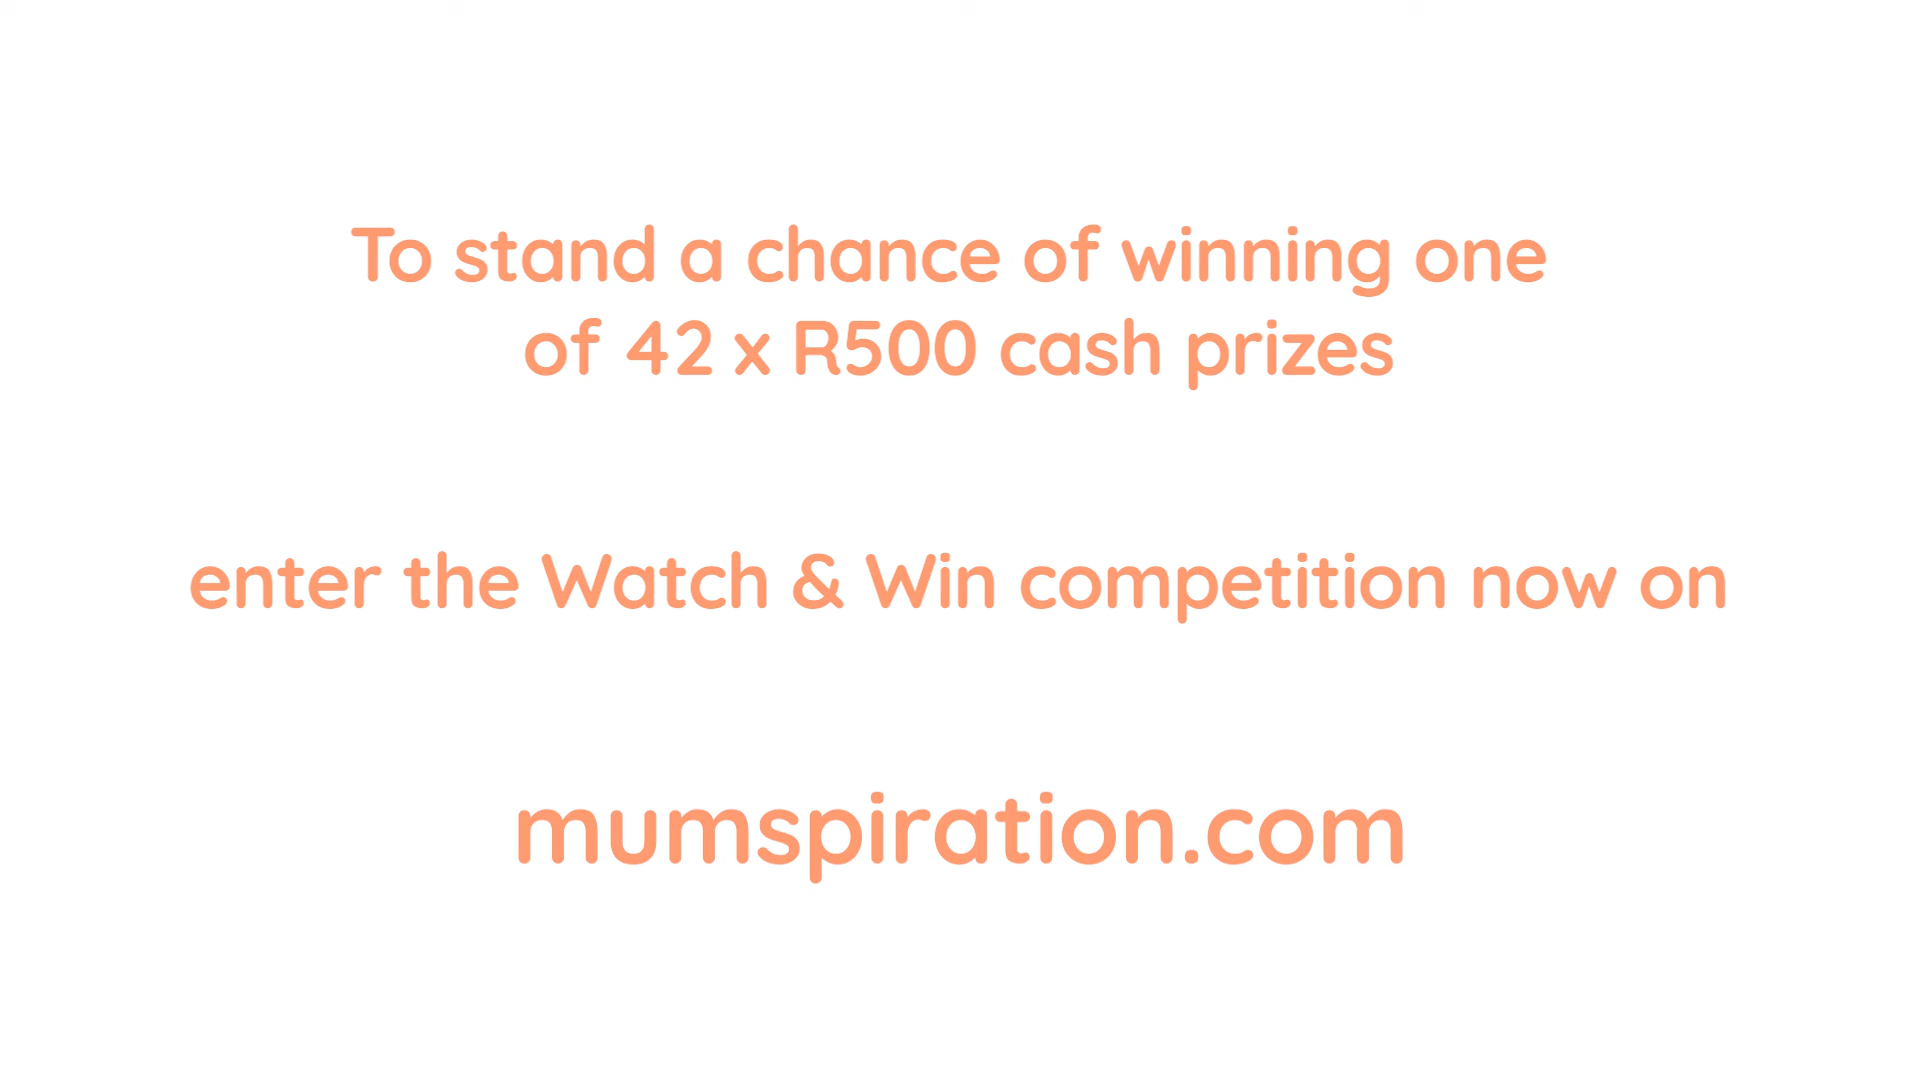 To stand a chance of winning one
of 42 x R500 cash prizes
enter the Watch & Win competition now on
mumspiration.com